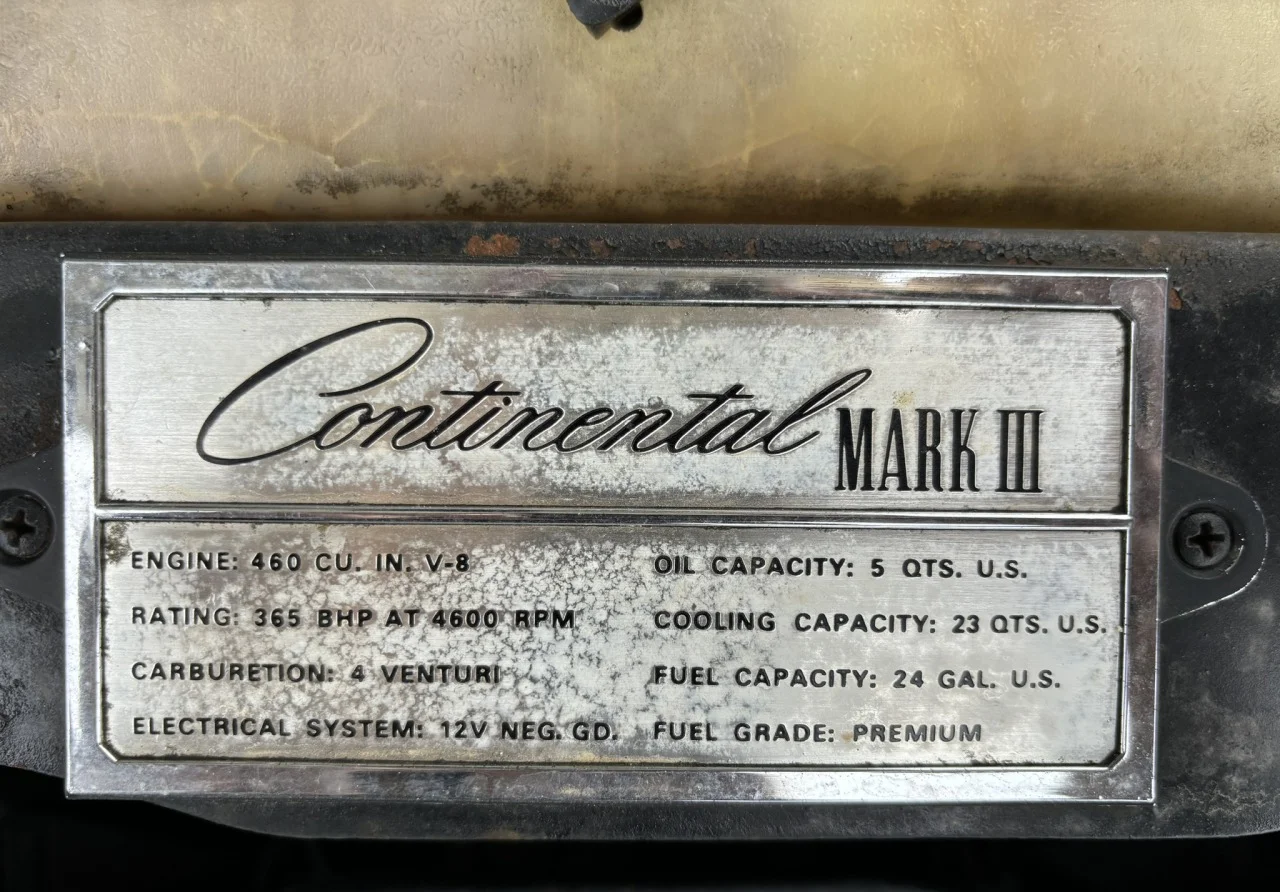 Continental MARK III
ENGINE: 460 CU. IN. V-8
RATING: 365 BHP AT 4600 RPM
CARBURETION: 4 VENTURI
ELECTRICAL SYSTEM: 12V NEG. GD.
OIL CAPACITY: 5 QTS. U.S.
COOLING CAPACITY: 23 QTS. U.S.
FUEL CAPACITY: 24 GAL. U.S.
FUEL GRADE: PREMIUM